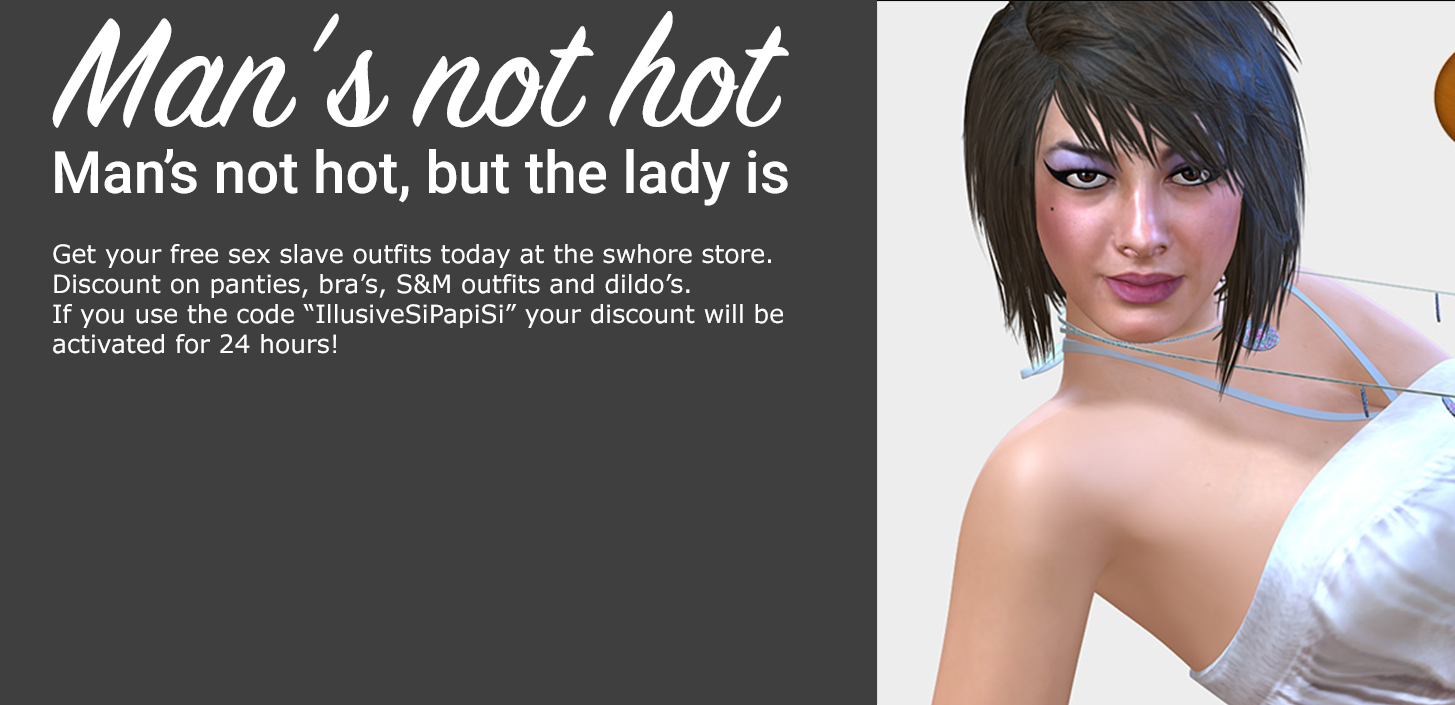 Man's not hot
Man's not hot, but the lady is
Get your free sex slave outfits today at the swhore store.
Discount on panties, bra's, S&M outfits and dildo's.
If you use the code “IllusiveSiPapiSi” your discount will be
activated for 24 hours!